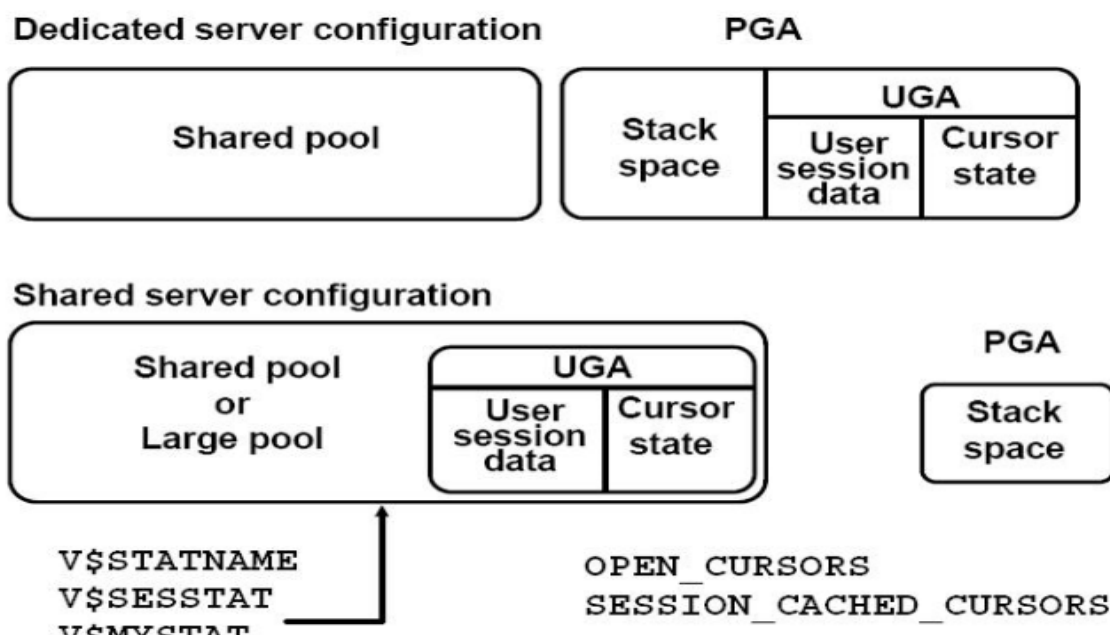 Dedicated server configuration
PGA
Shared pool
Stack
space
UGA
User
session
data
Cursor
state
Shared server configuration
Shared pool
or
Large pool
UGA
User
session
data
Cursor
state
PGA
Stack
space
V$STATNAME
V$SESSTAT
V$MYSTAT
OPEN_CURSORS
SESSION_CACHED_CURSORS